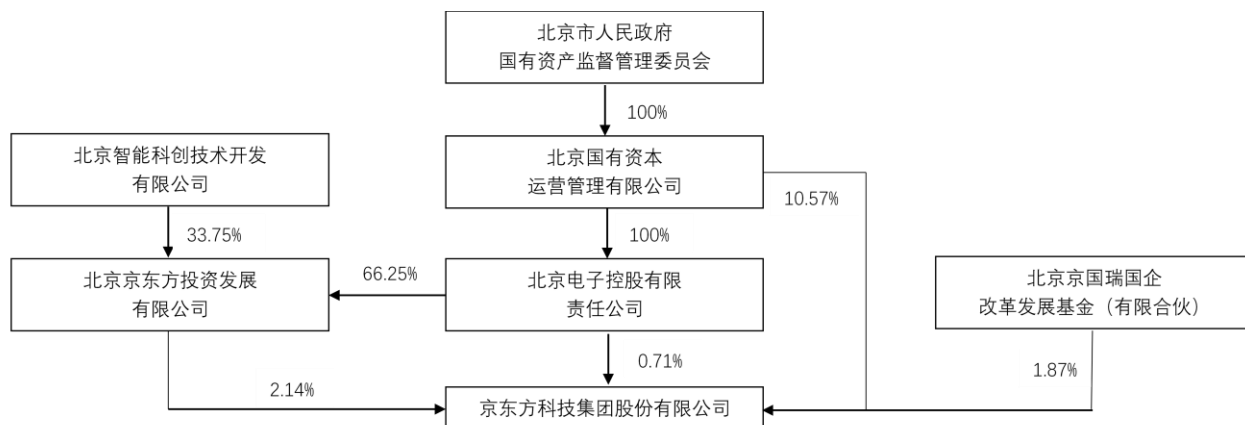 北京市人民政府
国有资产监督管理委员会
100%
北京智能科创技术开发
有限公司
北京国有资本
运营管理有限公司
10.57%
33.75%
100%
北京京东方投资发展
有限公司
66.25%
北京电子控股有限
责任公司
北京京国瑞国企
改革发展基金（有限合伙）
0.71%
1.87%
2.14%
京东方科技集团股份有限公司